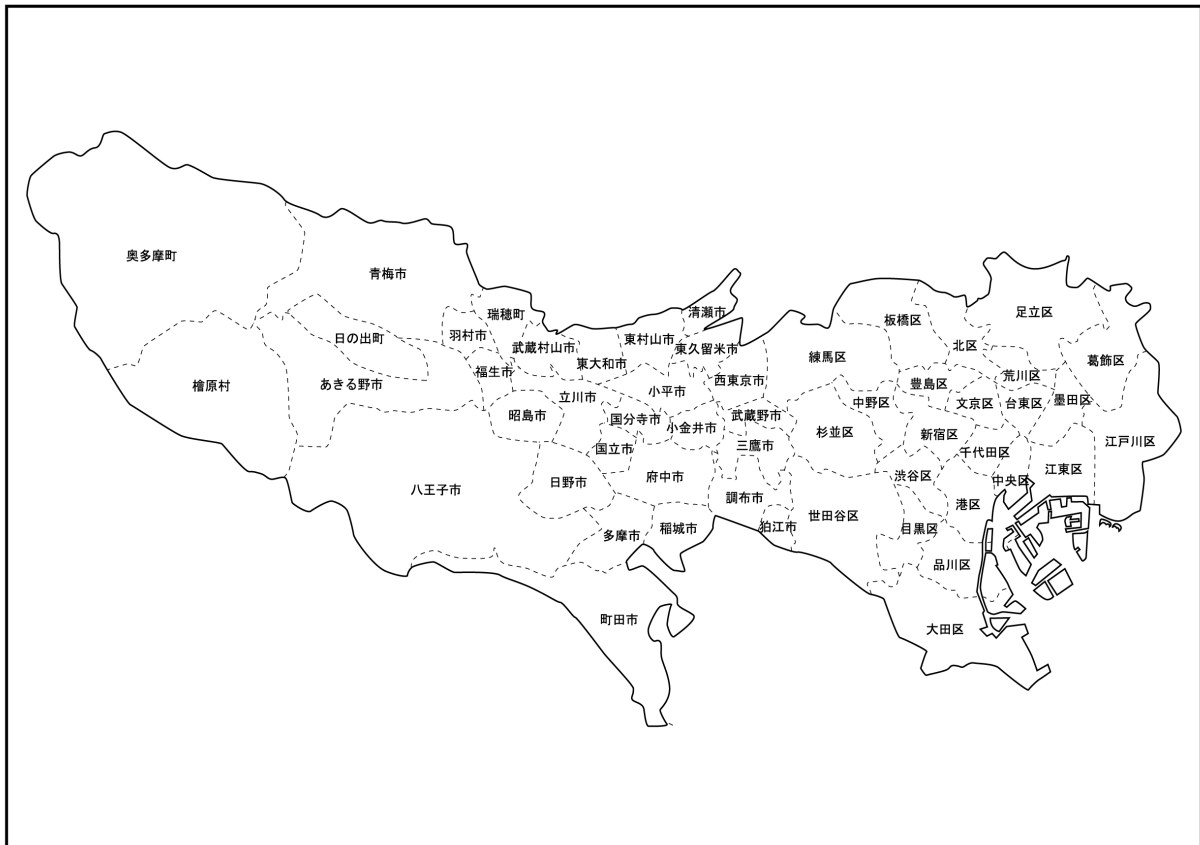 奥多摩町
青梅市
瑞穂町
清瀬市
足立区
板橋区
日の出町
羽村市
武蔵村山市
東村山市
東久留米市
北区
練馬区
葛飾区
檜原村
あきる野市
福生市
東大和市
西東京市
豊島区
荒川区
立川市
小平市
中野区
文京区
台東区
墨田区
昭島市
国分寺市
小金井市
武蔵野市
杉並区
新宿区
江戸川区
国立市
三鷹市
千代田区
八王子市
日野市
府中市
渋谷区
中央区
江東区
調布市
港区
世田谷区
多摩市
稲城市
狛江市
目黒区
品川区
町田市
大田区